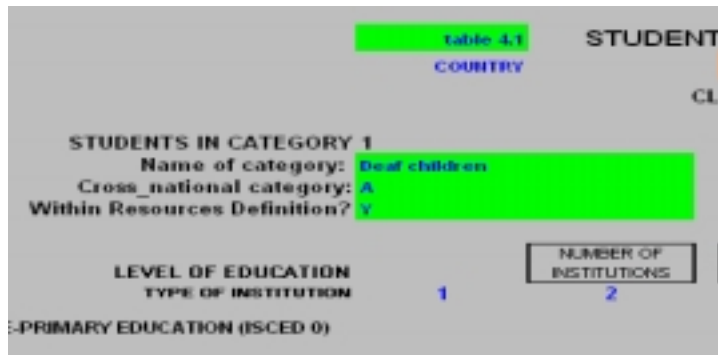 table 4.1 STUDENT
COUNTRY
CL
STUDENTS IN CATEGORY 1
Name of category: Deaf children
Cross_national category: A
Within Resources Definition? Y
NUMBER OF
LEVEL OF EDUCATION INSTITUTIONS
TYPE OF INSTITUTION 1 2
E-PRIMARY EDUCATION (ISCED 0)